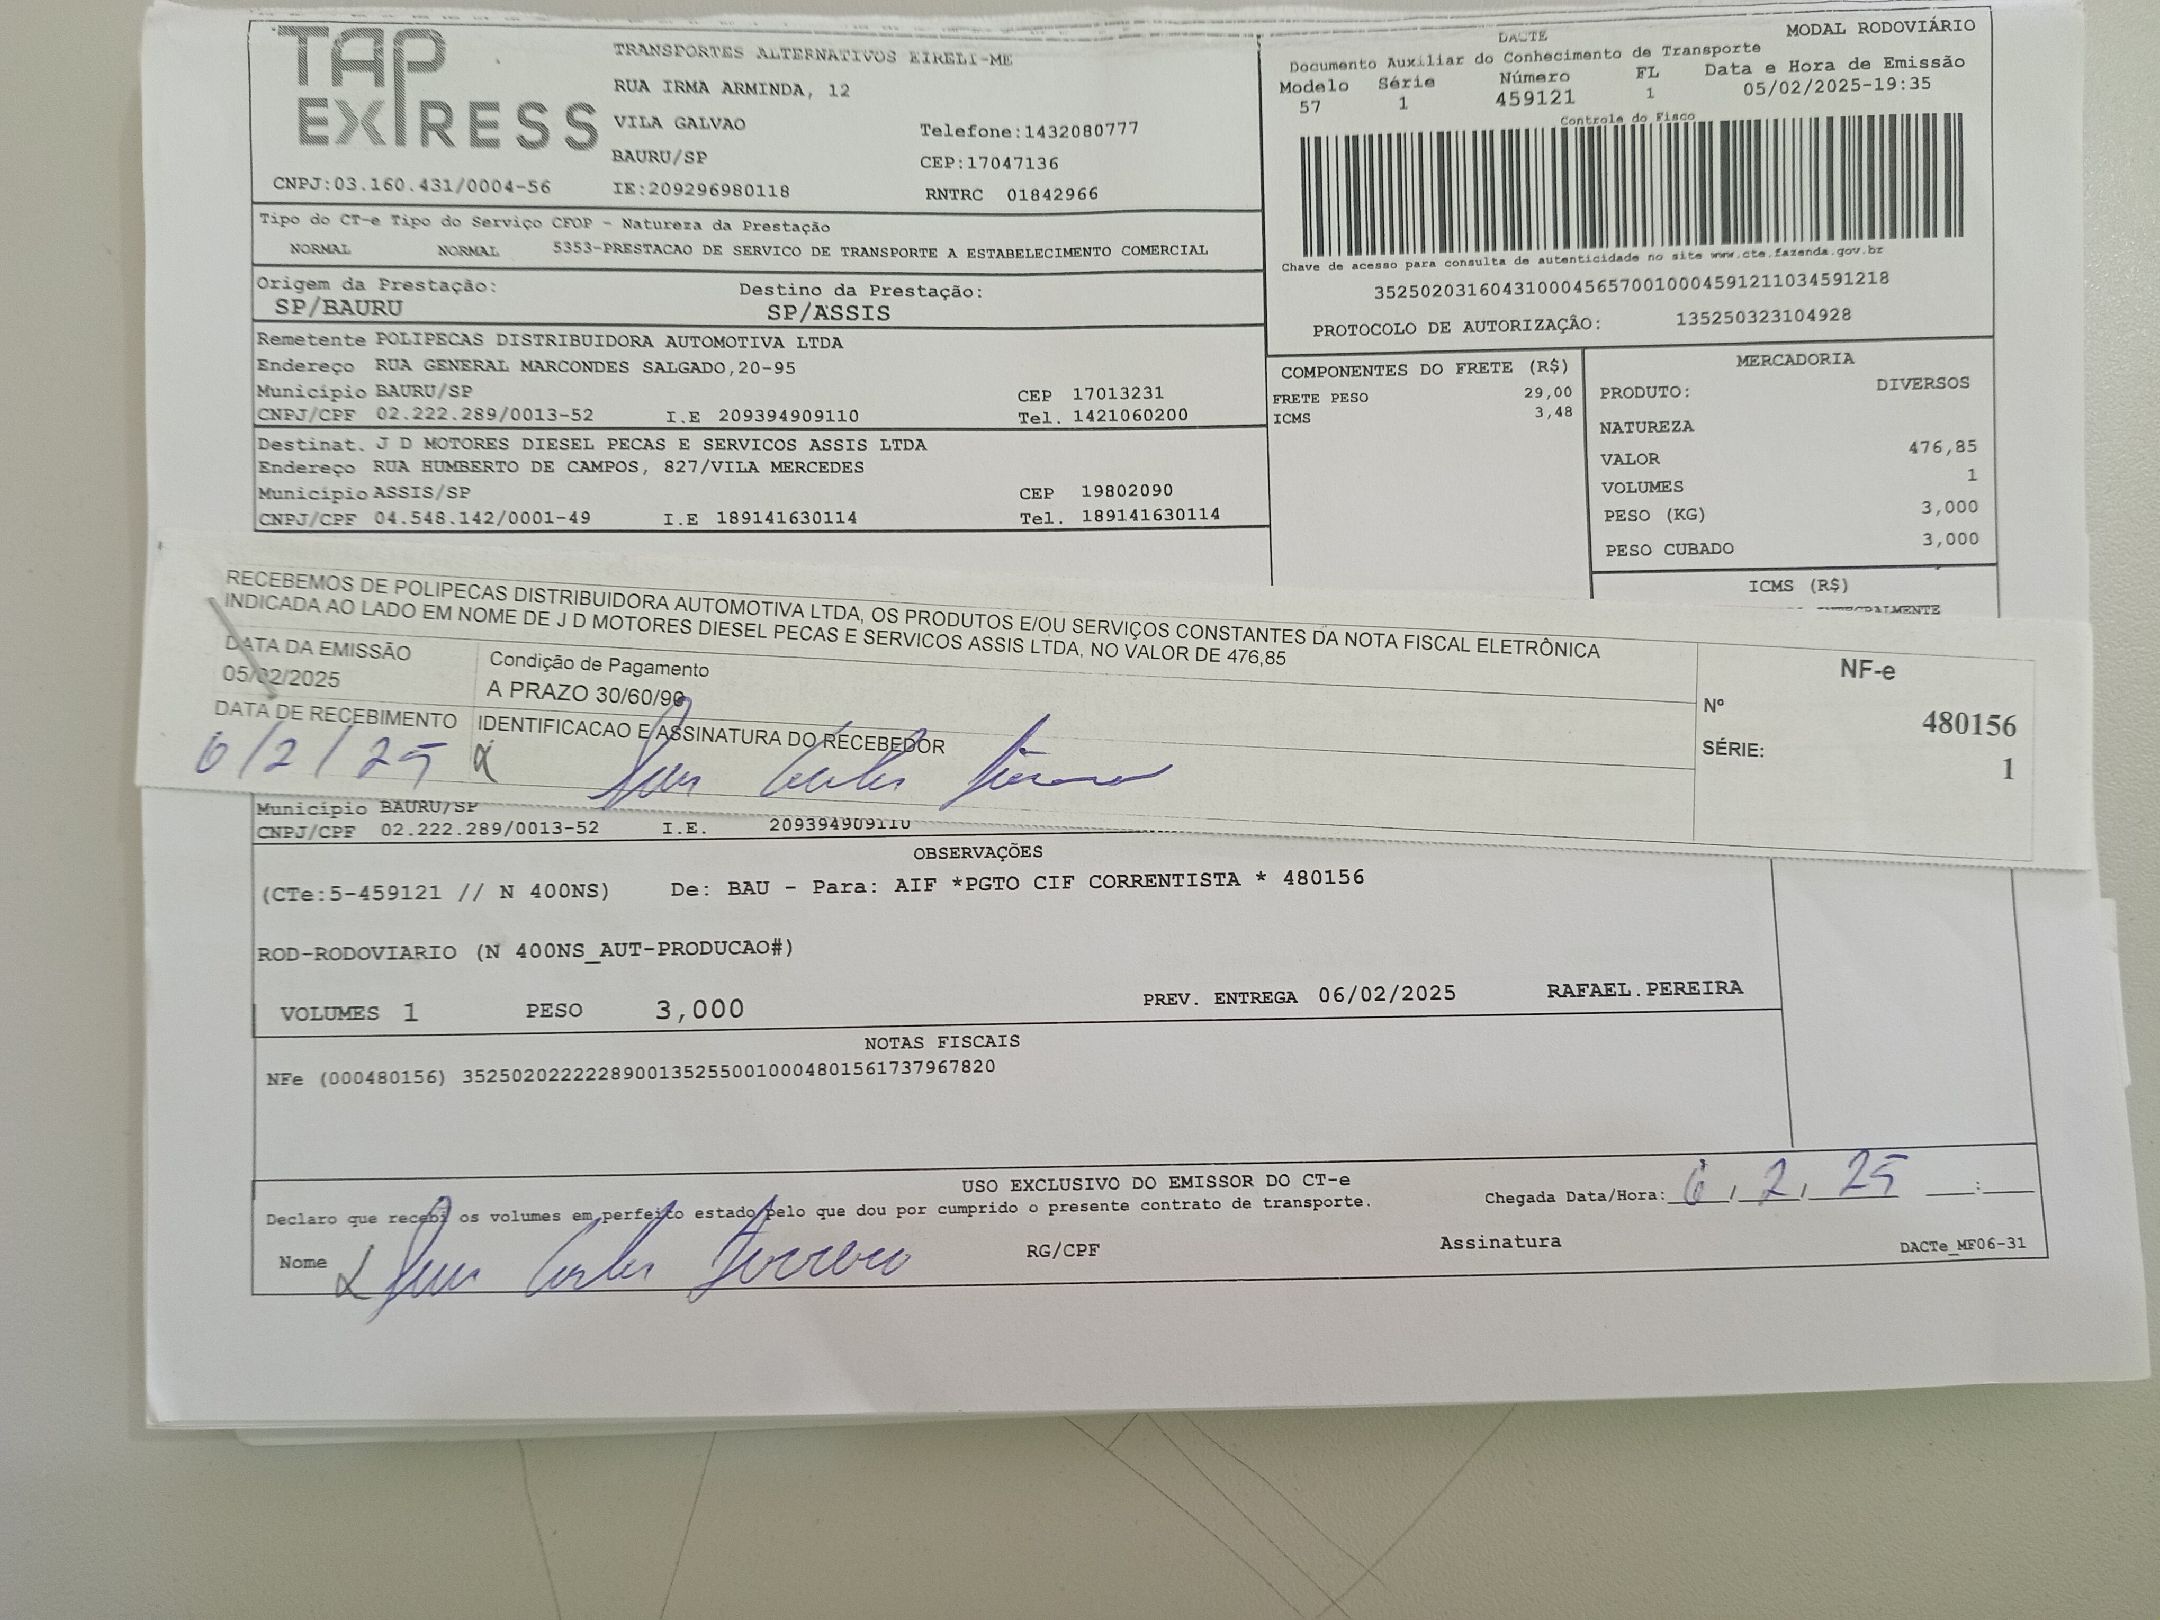 TAP EXPRESS
TRANSPORTES ALTERNATIVOS EIRELI-ME
RUA IRMA ARMINDA, 12
VILA GALVAO
Telefone:1432080777
BAURU/SP
CEP:17047136
CNPJ:03.160.431/0004-56 IE:209296980118 RNTRC 01842966
DACTE MODAL RODOVIÁRIO
Documento Auxiliar do Conhecimento de Transporte
Modelo Série Número FL Data e Hora de Emissão
57 1 459121 1 05/02/2025-19:35
Controle do Fisco
Chave de acesso para consulta de autenticidade no site www.cte.fazenda.gov.br
35250203160431000456570010004591211034591218
PROTOCOLO DE AUTORIZAÇÃO: 135250323104928
Tipo do CT-e Tipo do Serviço CFOP - Natureza da Prestação
NORMAL NORMAL 5353-PRESTACAO DE SERVICO DE TRANSPORTE A ESTABELECIMENTO COMERCIAL
Origem da Prestação: Destino da Prestação:
SP/BAURU SP/ASSIS
Remetente POLIPECAS DISTRIBUIDORA AUTOMOTIVA LTDA
Endereço RUA GENERAL MARCONDES SALGADO,20-95
Município BAURU/SP CEP 17013231
CNPJ/CPF 02.222.289/0013-52 I.E 209394909110 Tel. 1421060200
Destinat. J D MOTORES DIESEL PECAS E SERVICOS ASSIS LTDA
Endereço RUA HUMBERTO DE CAMPOS, 827/VILA MERCEDES
Município ASSIS/SP CEP 19802090
CNPJ/CPF 04.548.142/0001-49 I.E 189141630114 Tel. 189141630114
COMPONENTES DO FRETE (R$)
FRETE PESO 29,00
ICMS 3,48
MERCADORIA
PRODUTO: DIVERSOS
NATUREZA
VALOR 476,85
VOLUMES 1
PESO (KG) 3,000
PESO CUBADO 3,000
ICMS (R$)
RECEBEMOS DE POLIPECAS DISTRIBUIDORA AUTOMOTIVA LTDA, OS PRODUTOS E/OU SERVIÇOS CONSTANTES DA NOTA FISCAL ELETRÔNICA
INDICADA AO LADO EM NOME DE J D MOTORES DIESEL PECAS E SERVICOS ASSIS LTDA, NO VALOR DE 476,85
DATA DA EMISSÃO Condição de Pagamento
05/02/2025 A PRAZO 30/60/90
DATA DE RECEBIMENTO IDENTIFICACAO E ASSINATURA DO RECEBEDOR
6/2/25
NF-e
Nº 480156
SÉRIE: 1
Município BAURU/SP
CNPJ/CPF 02.222.289/0013-52 I.E. 209394909110
OBSERVAÇÕES
(CTe:5-459121 // N 400NS) De: BAU - Para: AIF *PGTO CIF CORRENTISTA * 480156
ROD-RODOVIARIO (N 400NS_AUT-PRODUCAO#)
VOLUMES 1 PESO 3,000 PREV. ENTREGA 06/02/2025 RAFAEL.PEREIRA
NOTAS FISCAIS
NFe (000480156) 35250202222289001352550010004801561737967820
USO EXCLUSIVO DO EMISSOR DO CT-e
Declaro que recebi os volumes em perfeito estado pelo que dou por cumprido o presente contrato de transporte. Chegada Data/Hora: 6/2/25 __:__
Nome RG/CPF Assinatura DACTe_MF06-31